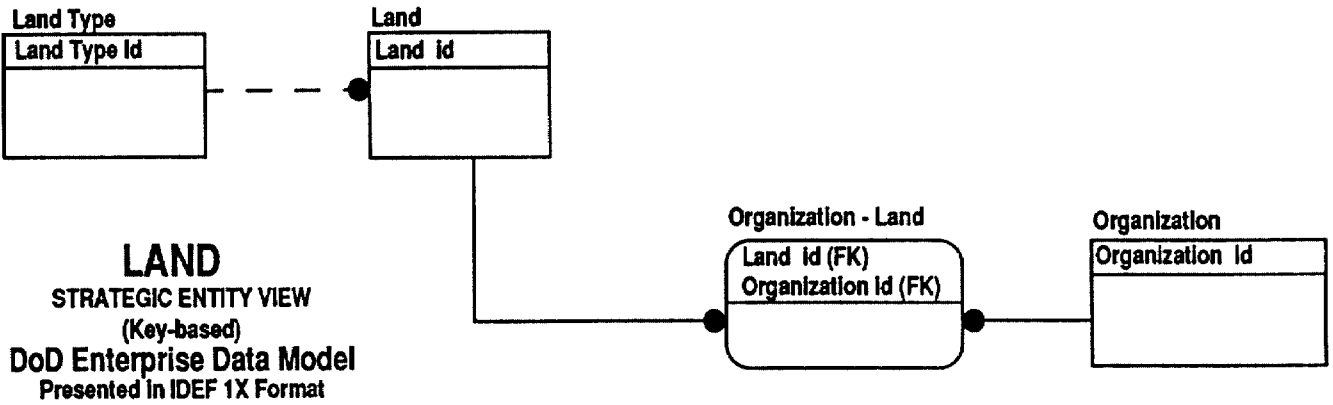 Land Type
Land Type Id
Land
Land id
Organization - Land
Land id (FK)
Organization id (FK)
Organization
Organization Id
LAND
STRATEGIC ENTITY VIEW
(Key-based)
DoD Enterprise Data Model
Presented in IDEF 1X Format